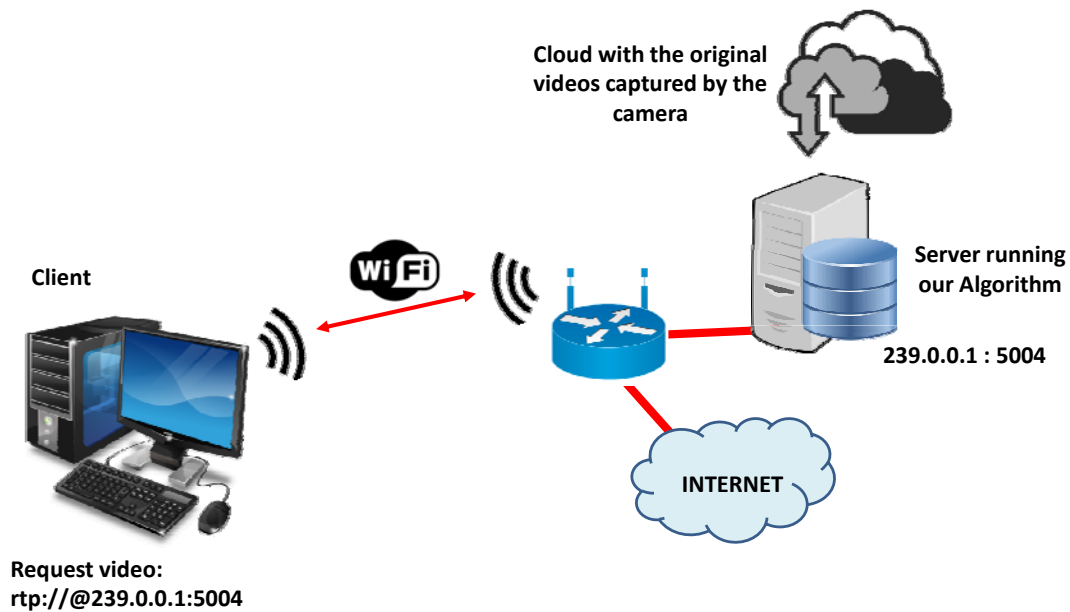 Cloud with the original
videos captured by the
camera
Client
Wi Fi
Server running
our Algorithm
239.0.0.1 : 5004
INTERNET
Request video:
rtp://@239.0.0.1:5004